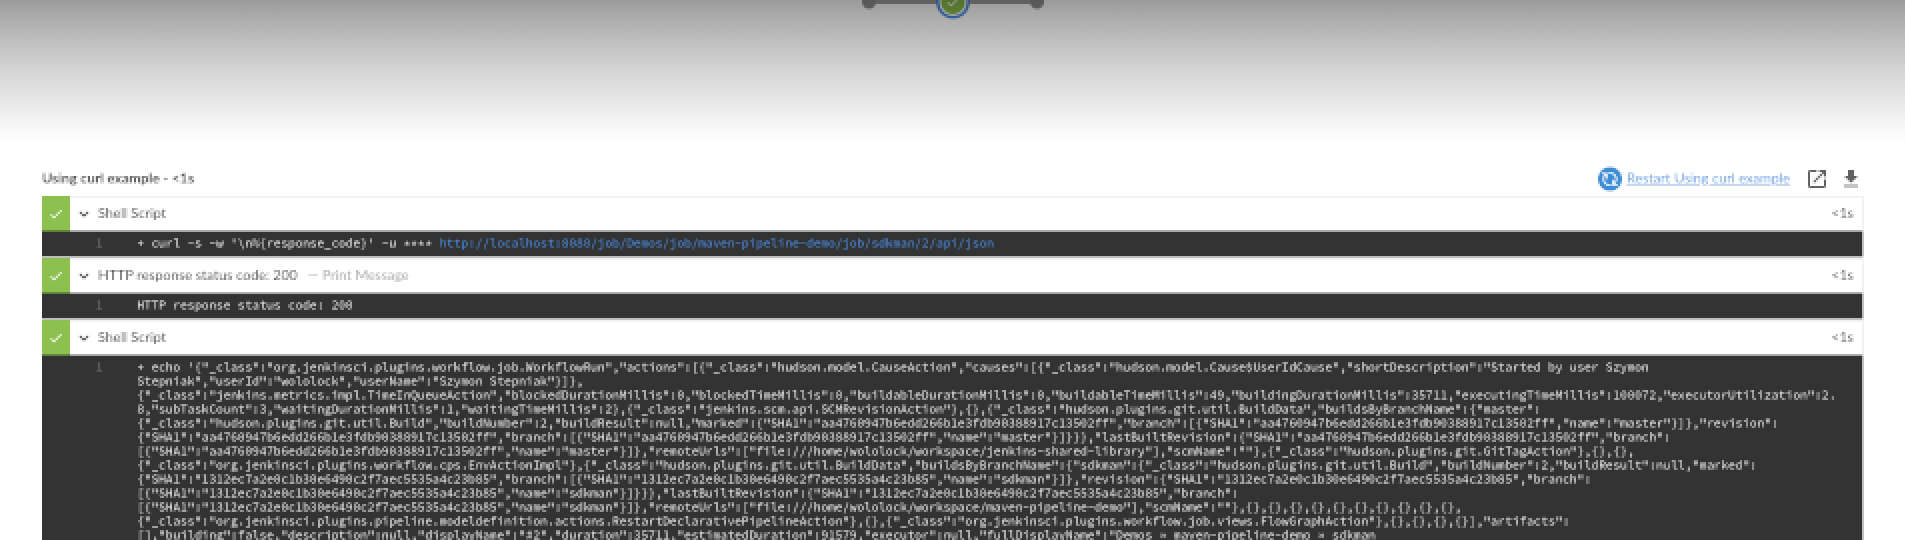 Using curl example - <1s
Restart Using curl example
Shell Script
<1s
1 + curl -s -w '\n%{response_code}' -u **** http://localhost:8080/job/Demos/job/maven-pipeline-demo/job/sdkman/2/api/json
HTTP response status code: 200 — Print Message
<1s
1 HTTP response status code: 200
Shell Script
<1s
1 + echo '{"_class":"org.jenkinsci.plugins.workflow.job.WorkflowRun","actions":[{"_class":"hudson.model.CauseAction","causes":[{"_class":"hudson.model.Cause$UserIdCause","shortDescription":"Started by user Szymon
Stepniak","userId":"wololock","userName":"Szymon Stepniak"}]},
{"_class":"jenkins.metrics.impl.TimeInQueueAction","blockedDurationMillis":0,"blockedTimeMillis":0,"buildableDurationMillis":0,"buildableTimeMillis":49,"buildingDurationMillis":35711,"executingTimeMillis":100072,"executorUtilization":2.
8,"subTaskCount":3,"waitingDurationMillis":1,"waitingTimeMillis":2},{"_class":"jenkins.scm.api.SCMRevisionAction"},{},{"_class":"hudson.plugins.git.util.BuildData","buildsByBranchName":{"master":
{"_class":"hudson.plugins.git.util.Build","buildNumber":2,"buildResult":null,"marked":{"SHA1":"aa4760947b6edd266b1e3fdb90388917c13502ff","branch":[{"SHA1":"aa4760947b6edd266b1e3fdb90388917c13502ff","name":"master"}]},"revision":
{"SHA1":"aa4760947b6edd266b1e3fdb90388917c13502ff","branch":[{"SHA1":"aa4760947b6edd266b1e3fdb90388917c13502ff","name":"master"}]}}},"lastBuiltRevision":{"SHA1":"aa4760947b6edd266b1e3fdb90388917c13502ff","branch":
[{"SHA1":"aa4760947b6edd266b1e3fdb90388917c13502ff","name":"master"}]},"remoteUrls":["file:///home/wololock/workspace/jenkins-shared-library"],"scmName":""},{"_class":"hudson.plugins.git.GitTagAction"},{},{},
{"_class":"org.jenkinsci.plugins.workflow.cps.EnvActionImpl"},{"_class":"hudson.plugins.git.util.BuildData","buildsByBranchName":{"sdkman":{"_class":"hudson.plugins.git.util.Build","buildNumber":2,"buildResult":null,"marked":
{"SHA1":"1312ec7a2e0c1b30e6490c2f7aec5535a4c23b85","branch":[{"SHA1":"1312ec7a2e0c1b30e6490c2f7aec5535a4c23b85","name":"sdkman"}]},"revision":{"SHA1":"1312ec7a2e0c1b30e6490c2f7aec5535a4c23b85","branch":
[{"SHA1":"1312ec7a2e0c1b30e6490c2f7aec5535a4c23b85","name":"sdkman"}]}}},"lastBuiltRevision":{"SHA1":"1312ec7a2e0c1b30e6490c2f7aec5535a4c23b85","branch":
[{"SHA1":"1312ec7a2e0c1b30e6490c2f7aec5535a4c23b85","name":"sdkman"}]},"remoteUrls":["file:///home/wololock/workspace/maven-pipeline-demo"],"scmName":""},{},{},{},{},{},{},{},{},
{"_class":"org.jenkinsci.plugins.pipeline.modeldefinition.actions.RestartDeclarativePipelineAction"},{},{"_class":"org.jenkinsci.plugins.workflow.job.views.FlowGraphAction"},{},{},{},{}],"artifacts":
[],"building":false,"description":null,"displayName":"#2","duration":35711,"estimatedDuration":91579,"executor":null,"fullDisplayName":"Demos » maven-pipeline-demo » sdkman